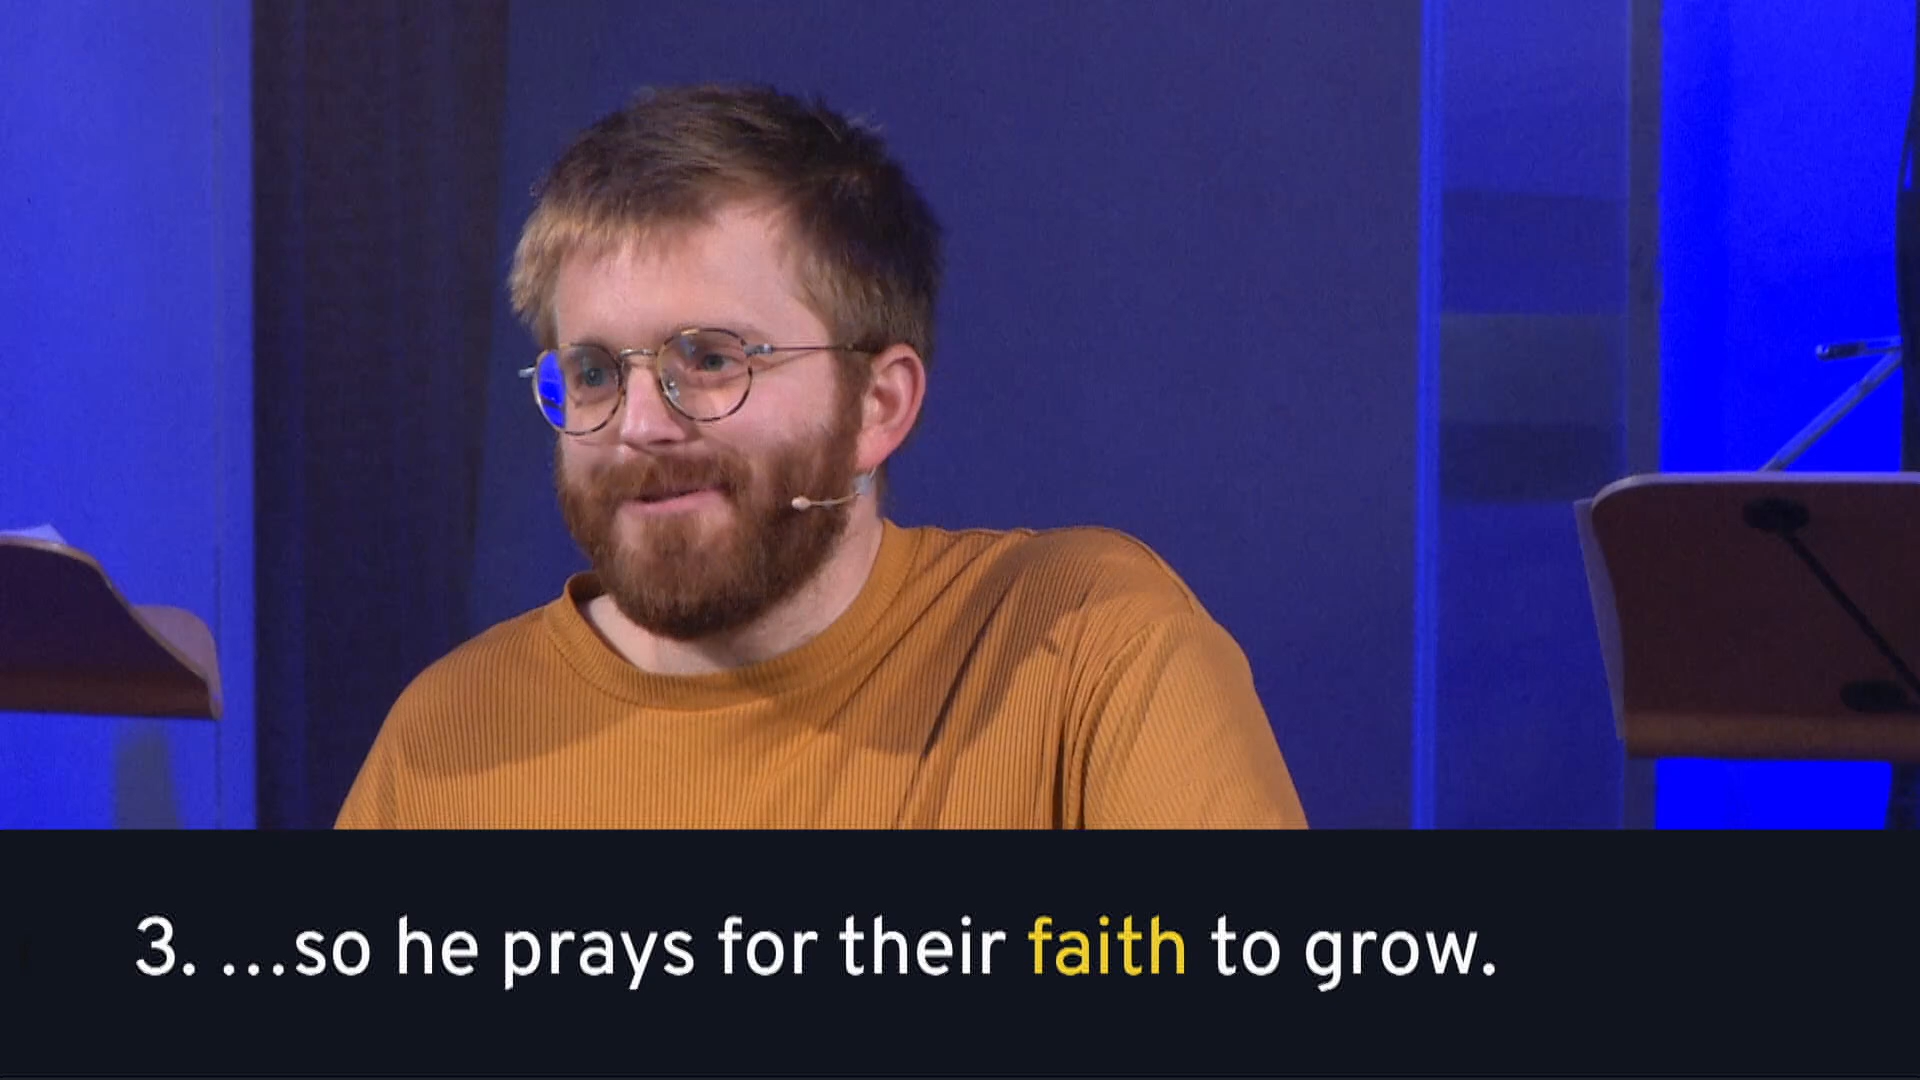 3. ...so he prays for their faith to grow.